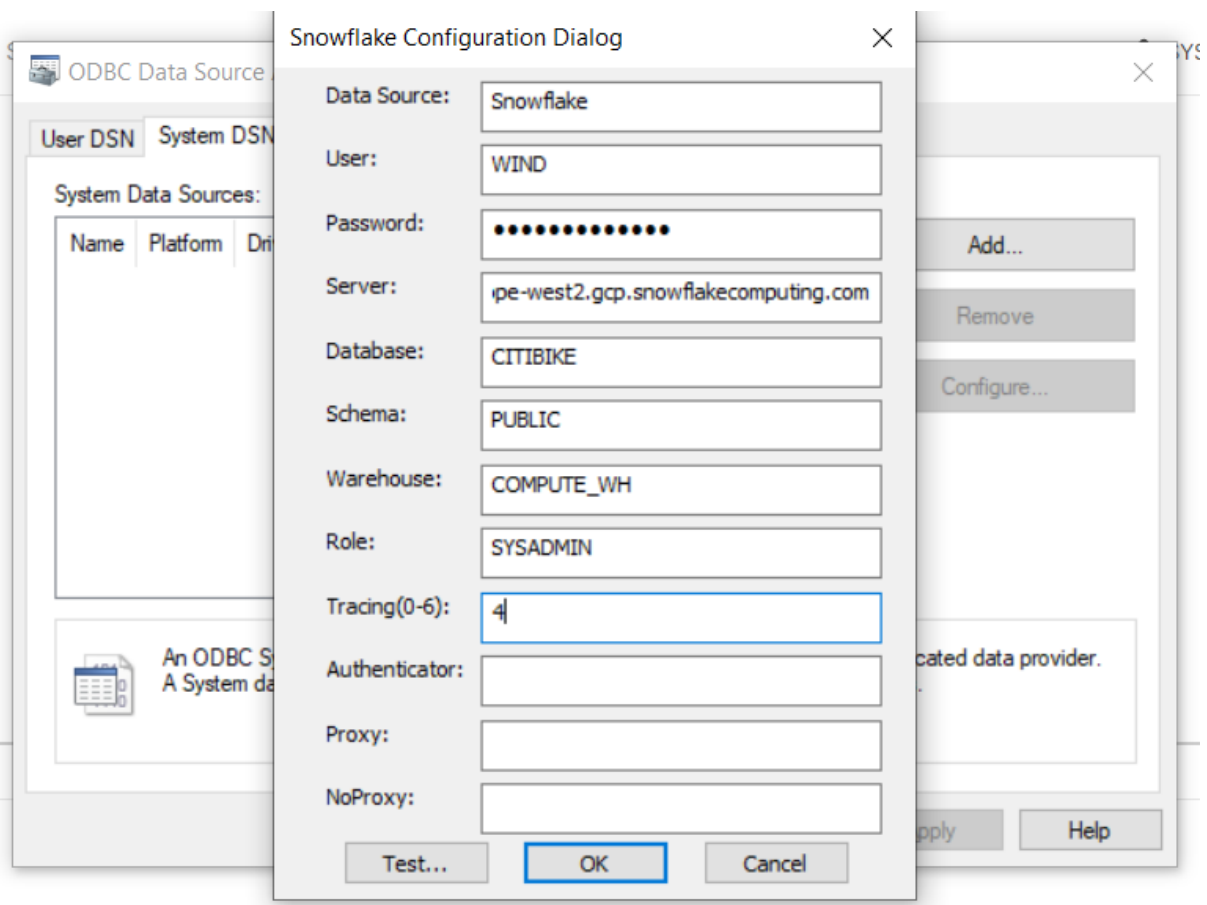 Snowflake Configuration Dialog
ODBC Data Source
User DSN
System DSN
System Data Sources:
Name
Platform
Data Source:
Snowflake
User:
WIND
Password:
•••••••••••••
Server:
pe-west2.gcp.snowflakecomputing.com
Database:
CITIBIKE
Schema:
PUBLIC
Warehouse:
COMPUTE_WH
Role:
SYSADMIN
Tracing(0-6):
4
Authenticator:
Proxy:
NoProxy:
Test...
OK
Cancel
Add...
Remove
Configure...
An ODBC S
A System da
cated data provider.
pply
Help